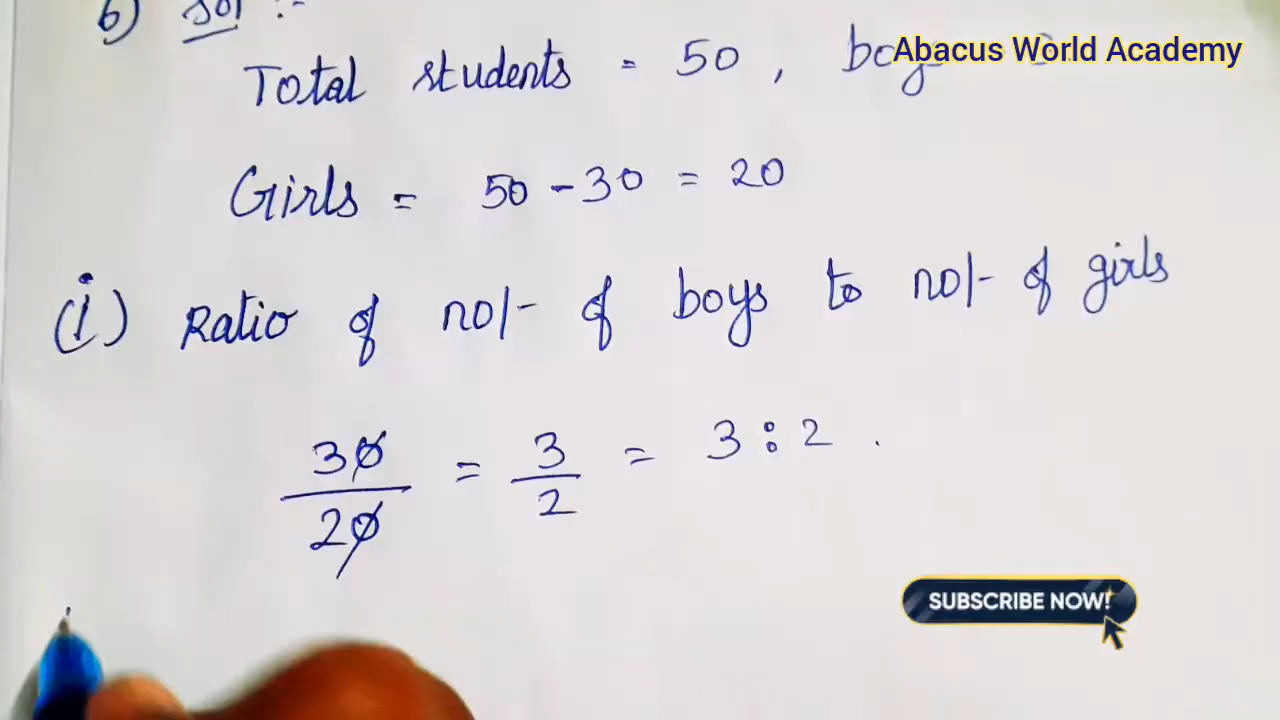 6) Sol :-
Abacus World Academy
Total students = 50 ,
Girls = 50 - 30 = 20
(i) Ratio of no/- of boys to no/- of girls
30/20 = 3/2 = 3 : 2 .
SUBSCRIBE NOW!